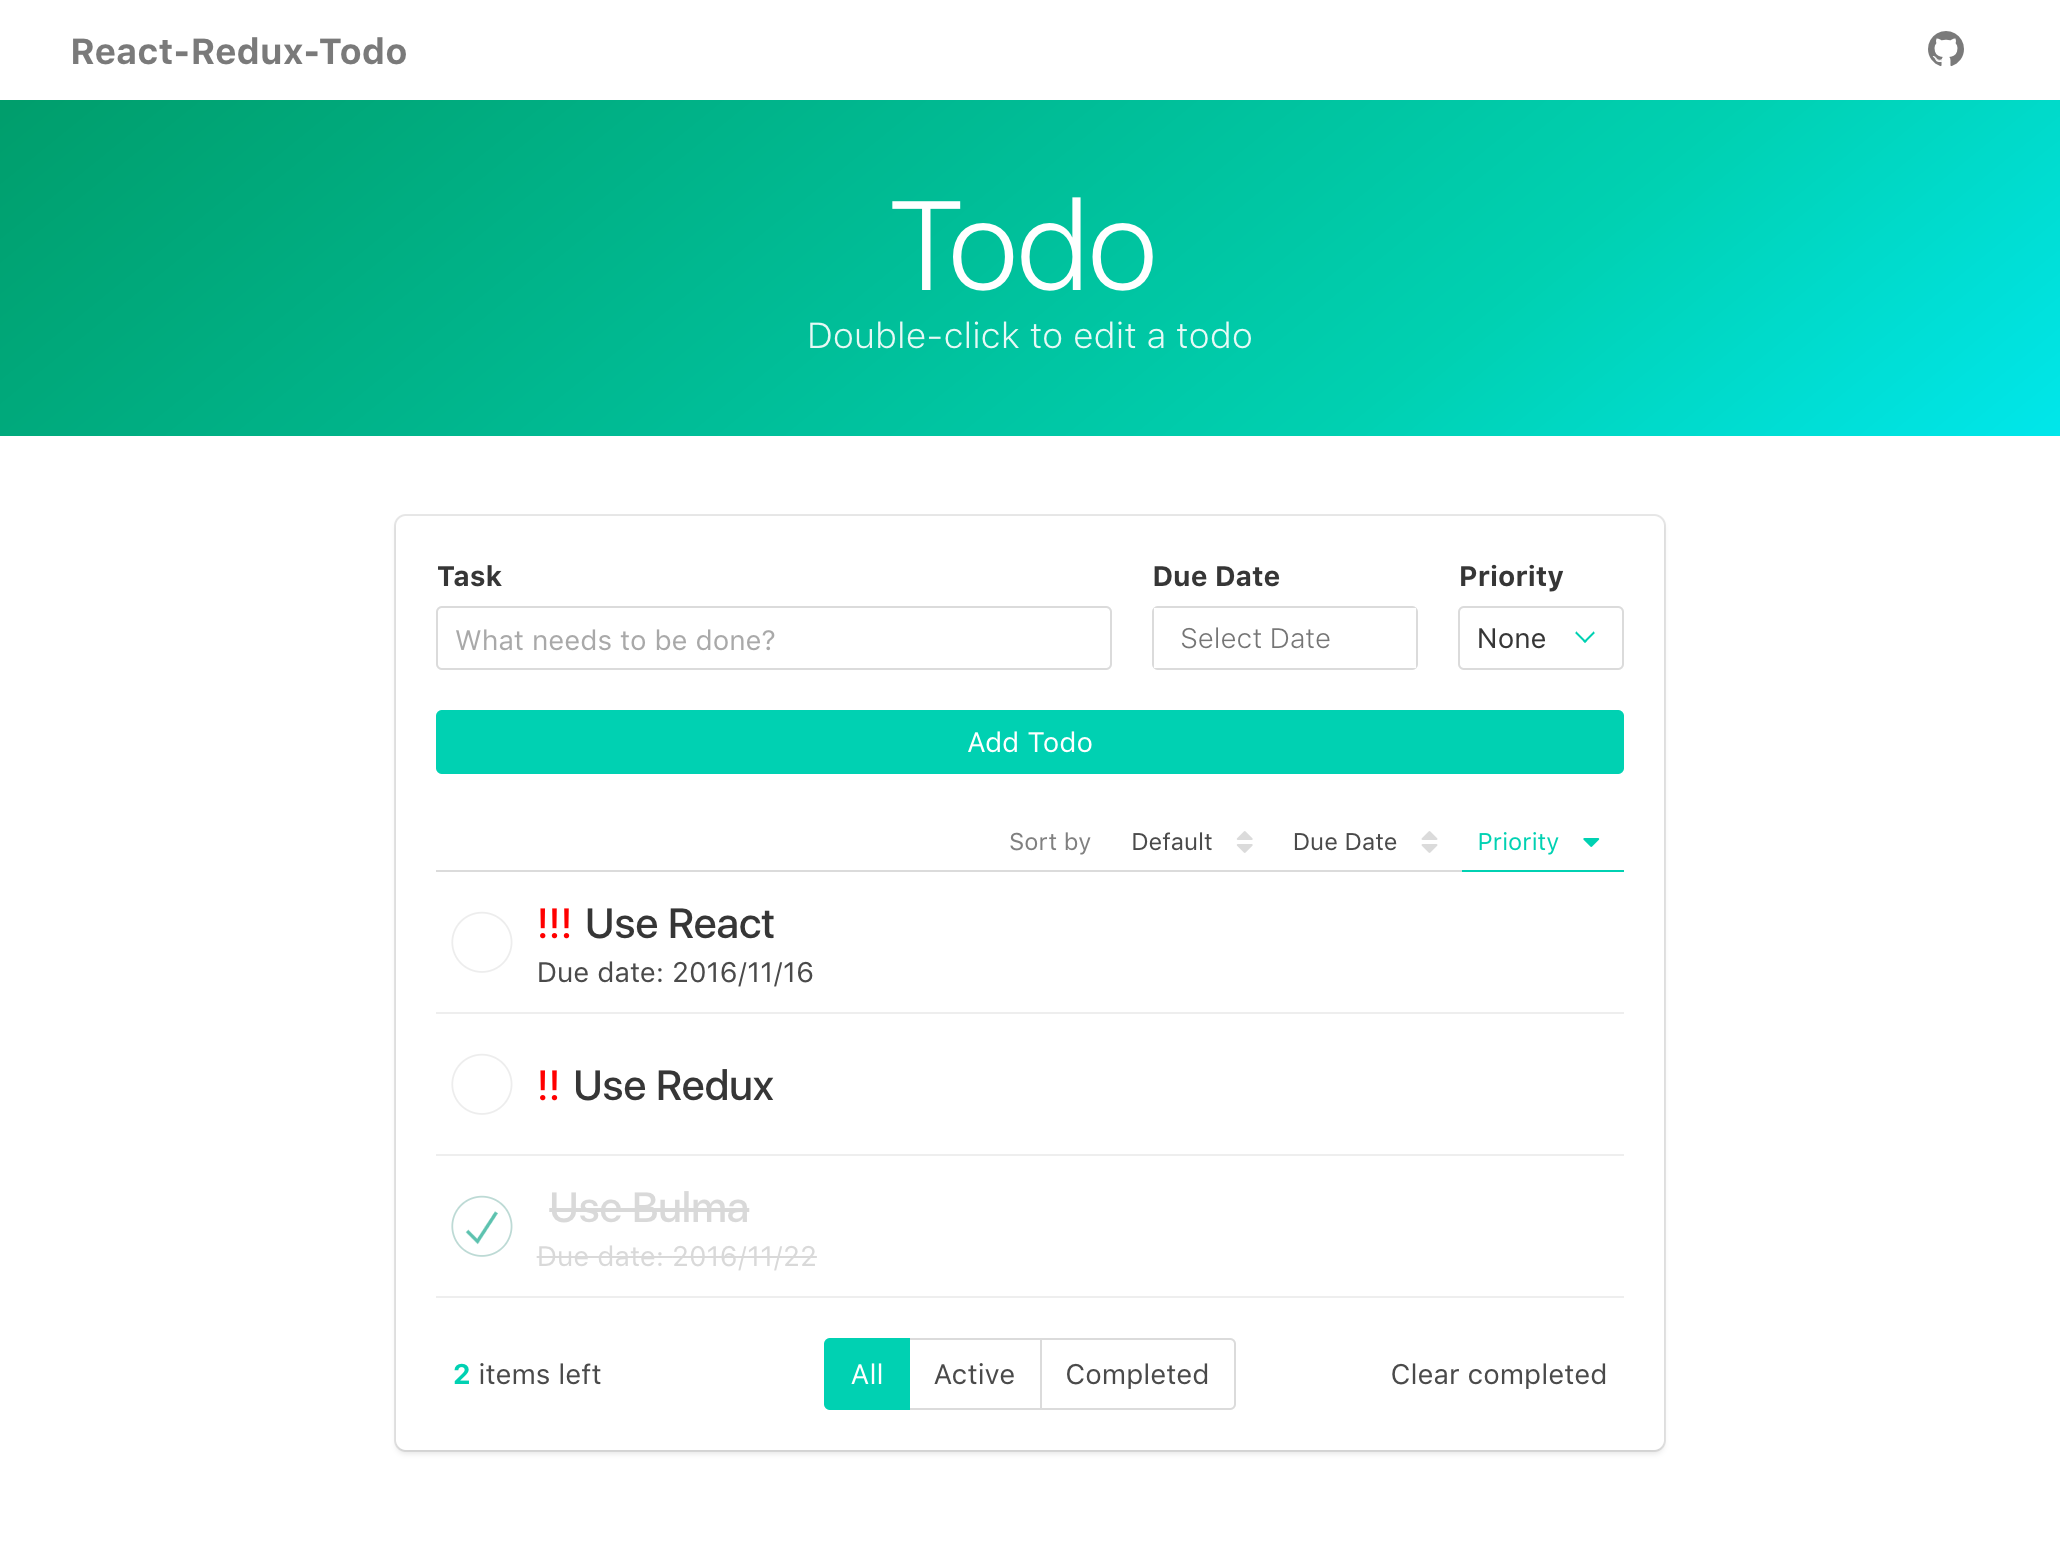 React-Redux-Todo
Todo
Double-click to edit a todo
Task Due Date Priority
What needs to be done? Select Date None
Add Todo
Sort by Default Due Date Priority
!!! Use React
Due date: 2016/11/16
!! Use Redux
Use Bulma
Due date: 2016/11/22
2 items left All Active Completed Clear completed